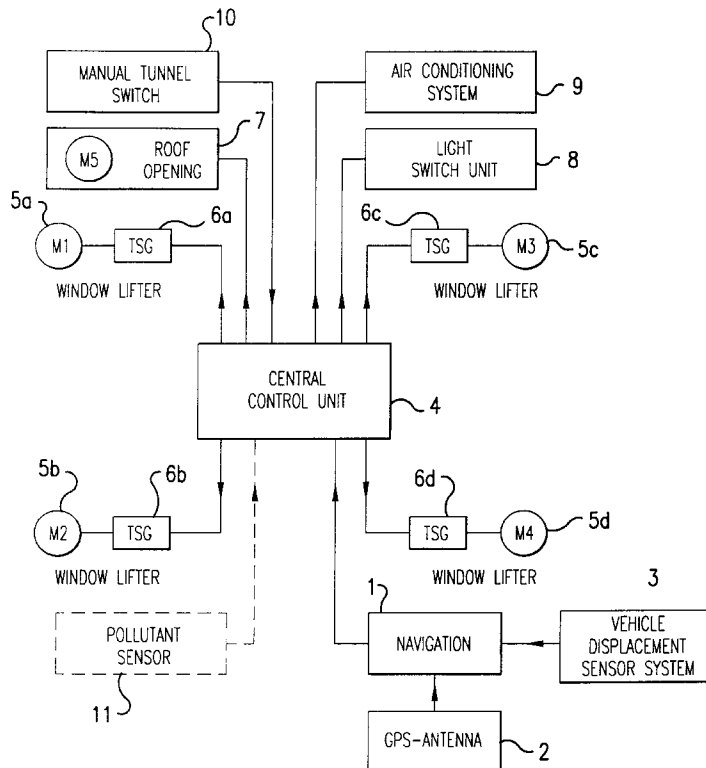 10
MANUAL TUNNEL
SWITCH
AIR CONDITIONING
SYSTEM
9
7
M5
ROOF
OPENING
LIGHT
SWITCH UNIT
8
5a
6a
M1
TSG
WINDOW LIFTER
6c
TSG
M3
5c
WINDOW LIFTER
CENTRAL
CONTROL UNIT
4
5b
6b
M2
TSG
WINDOW LIFTER
6d
TSG
M4
5d
WINDOW LIFTER
POLLUTANT
SENSOR
11
1
NAVIGATION
3
VEHICLE
DISPLACEMENT
SENSOR SYSTEM
GPS-ANTENNA
2